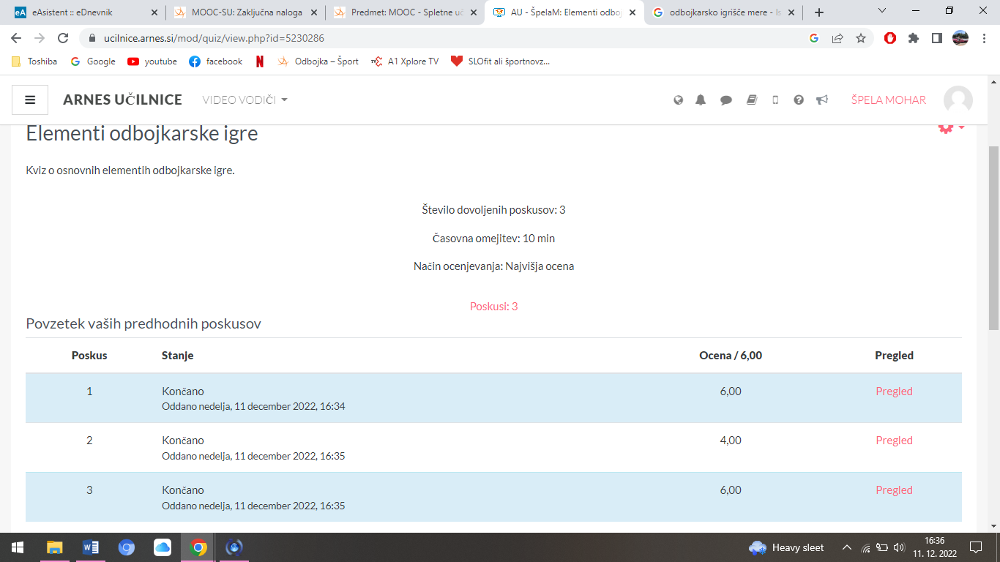 eAsistent :: eDnevnik
MOOC-SU: Zaključna naloga
Predmet: MOOC - Spletne uč
AU - ŠpelaM: Elementi odboj
odbojkarsko igrišče mere - Is
ucilnice.arnes.si/mod/quiz/view.php?id=5230286
Toshiba
Google
youtube
facebook
Odbojka – Šport
A1 Xplore TV
SLOfit ali športnovz...
ARNES UČILNICE
VIDEO VODIČI
ŠPELA MOHAR
Elementi odbojkarske igre
Kviz o osnovnih elementih odbojkarske igre.
Število dovoljenih poskusov: 3
Časovna omejitev: 10 min
Način ocenjevanja: Najvišja ocena
Poskusi: 3
Povzetek vaših predhodnih poskusov
Poskus Stanje Ocena / 6,00 Pregled
1 Končano 6,00 Pregled
Oddano nedelja, 11 december 2022, 16:34
2 Končano 4,00 Pregled
Oddano nedelja, 11 december 2022, 16:35
3 Končano 6,00 Pregled
Oddano nedelja, 11 december 2022, 16:35
Heavy sleet
16:36
11. 12. 2022